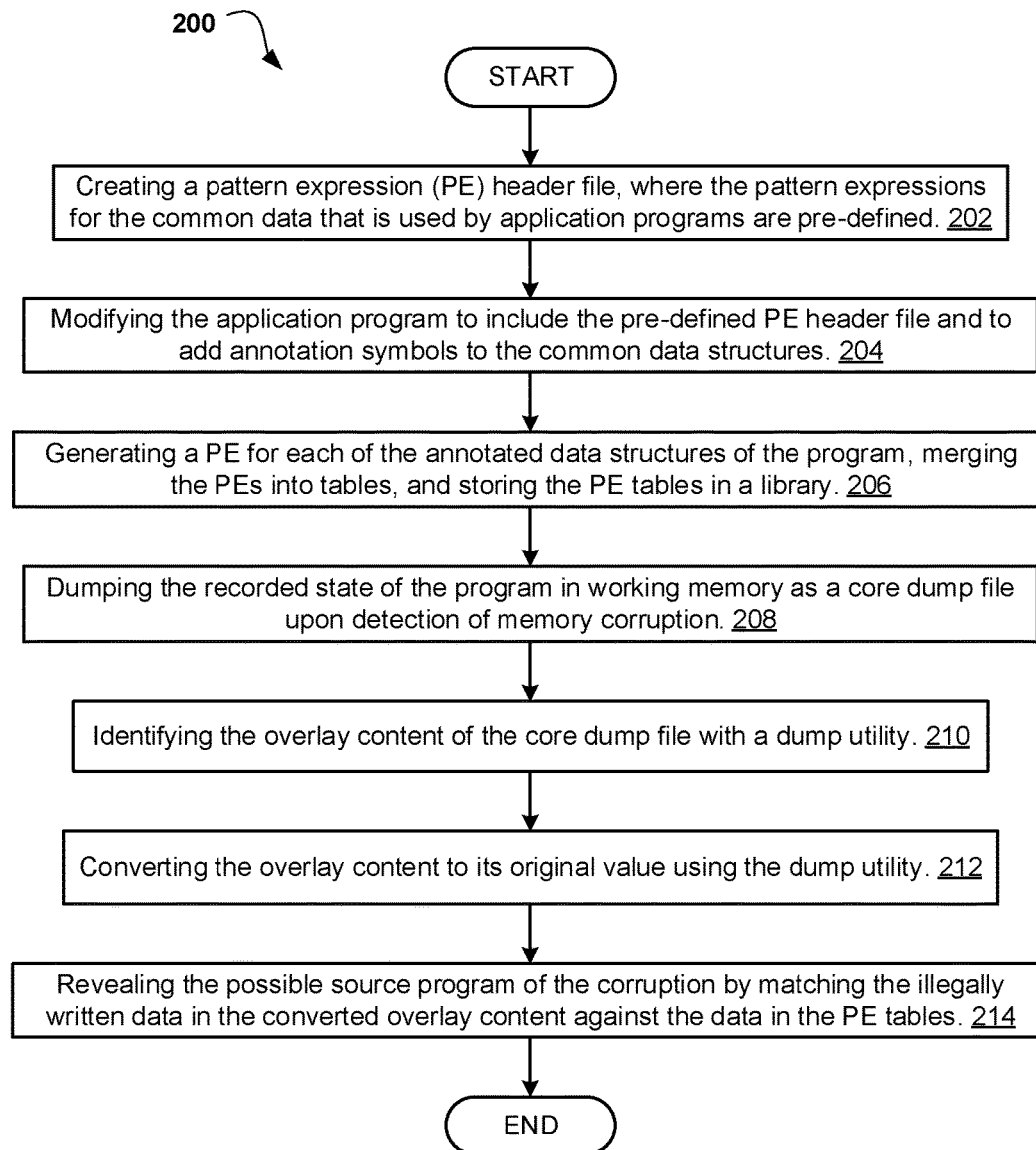 200
START
Creating a pattern expression (PE) header file, where the pattern expressions
for the common data that is used by application programs are pre-defined. 202
Modifying the application program to include the pre-defined PE header file and to
add annotation symbols to the common data structures. 204
Generating a PE for each of the annotated data structures of the program, merging
the PEs into tables, and storing the PE tables in a library. 206
Dumping the recorded state of the program in working memory as a core dump file
upon detection of memory corruption. 208
Identifying the overlay content of the core dump file with a dump utility. 210
Converting the overlay content to its original value using the dump utility. 212
Revealing the possible source program of the corruption by matching the illegally
written data in the converted overlay content against the data in the PE tables. 214
END